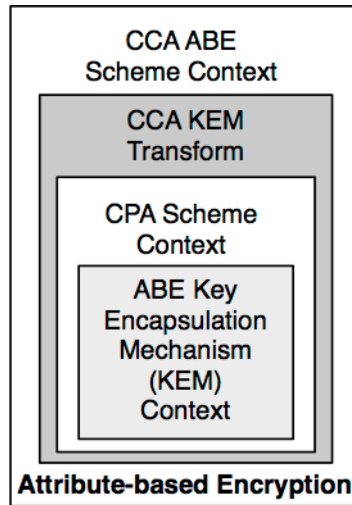 CCA ABE
Scheme Context
CCA KEM
Transform
CPA Scheme
Context
ABE Key
Encapsulation
Mechanism
(KEM)
Context
Attribute-based Encryption